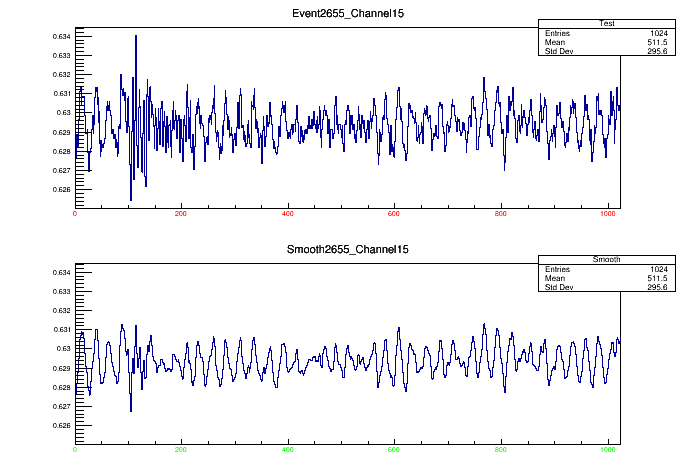 Event2655_Channel15
Test
Entries 1024
Mean 511.5
Std Dev 295.6
0.634
0.633
0.632
0.631
0.63
0.629
0.628
0.627
0.626
0 200 400 600 800 1000
Smooth2655_Channel15
Smooth
Entries 1024
Mean 511.5
Std Dev 295.6
0.634
0.633
0.632
0.631
0.63
0.629
0.628
0.627
0.626
0 200 400 600 800 1000